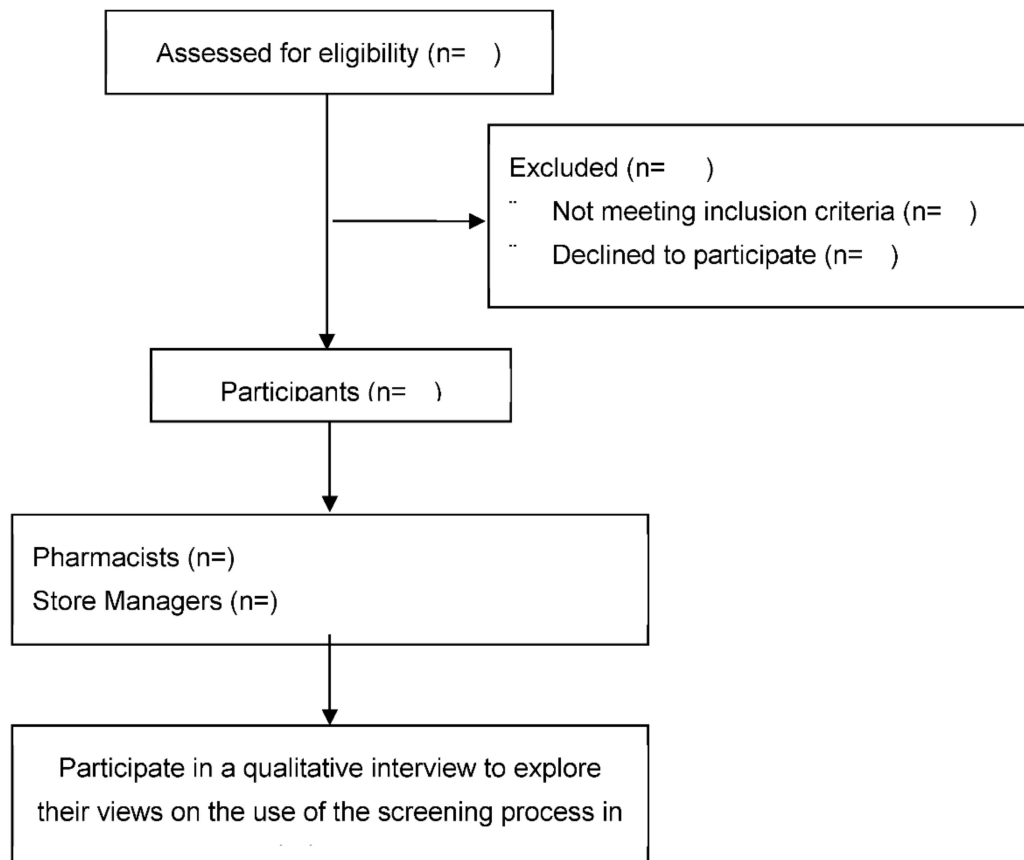 Assessed for eligibility (n=    )
Excluded (n=      )
¨    Not meeting inclusion criteria (n=    )
¨    Declined to participate (n=    )
Participants (n=    )
Pharmacists (n=)
Store Managers (n=)
Participate in a qualitative interview to explore
their views on the use of the screening process in